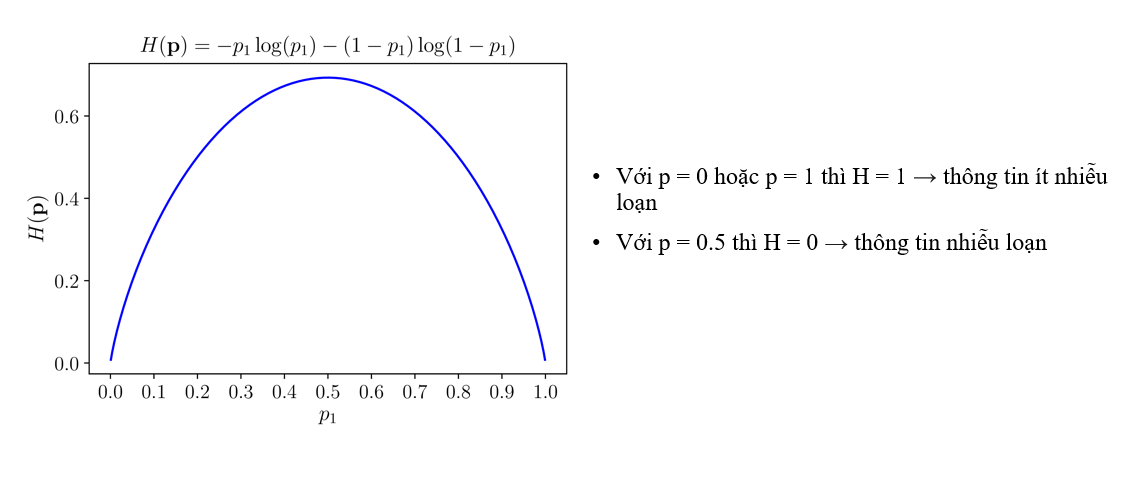 H(p) = −p₁ log(p₁) − (1 − p₁) log(1 − p₁)
0.6
0.4
0.2
0.0
H(p)
0.0 0.1 0.2 0.3 0.4 0.5 0.6 0.7 0.8 0.9 1.0
p₁
• Với p = 0 hoặc p = 1 thì H = 1 → thông tin ít nhiễu
loạn
• Với p = 0.5 thì H = 0 → thông tin nhiễu loạn